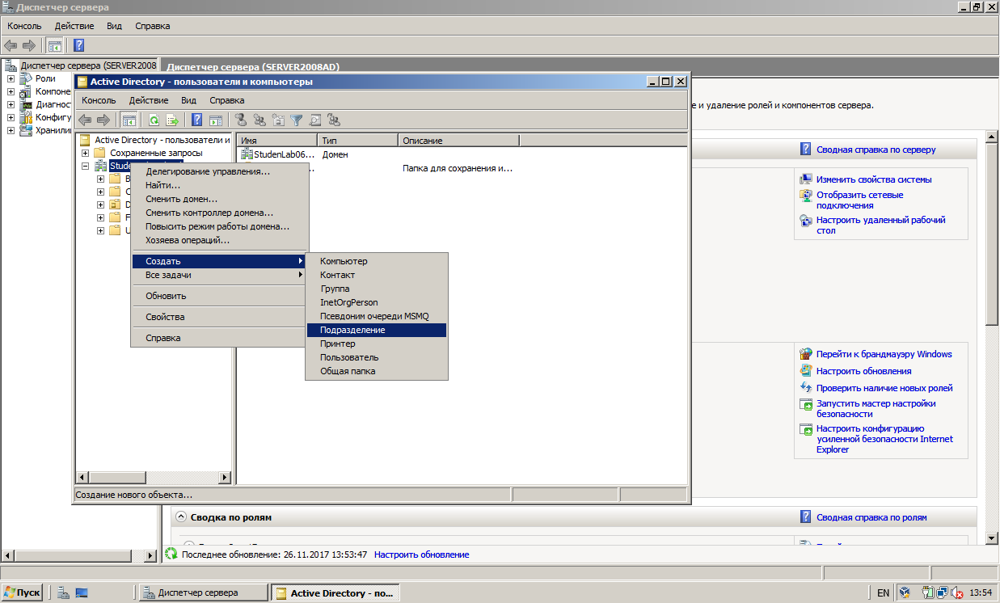 Диспетчер сервера
Консоль Действие Вид Справка
Диспетчер сервера (SERVER2008
Роли
Компоне
Диагнос
Конфигу
Хранили
Диспетчер сервера (SERVER2008AD)
е и удаление ролей и компонентов сервера.
Active Directory - пользователи и компьютеры
Консоль Действие Вид Справка
Active Directory - пользователи и
Сохраненные запросы
Имя Тип Описание
StudenLab06... Домен
Папка для сохранения и...
Делегирование управления...
Найти...
Сменить домен...
Сменить контроллер домена...
Повысить режим работы домена...
Хозяева операций...
Создать
Все задачи
Обновить
Свойства
Справка
Компьютер
Контакт
Группа
InetOrgPerson
Псевдоним очереди MSMQ
Подразделение
Принтер
Пользователь
Общая папка
Создание нового объекта...
Сводная справка по серверу
Изменить свойства системы
Отобразить сетевые
подключения
Настроить удаленный рабочий
стол
Перейти к брандмауэру Windows
Настроить обновления
Проверить наличие новых ролей
Запустить мастер настройки
безопасности
Настроить конфигурацию
усиленной безопасности Internet
Explorer
Сводка по ролям
Сводная справка по ролям
Последнее обновление: 26.11.2017 13:53:47 Настроить обновление
Пуск
Диспетчер сервера
Active Directory - по...
EN
13:54